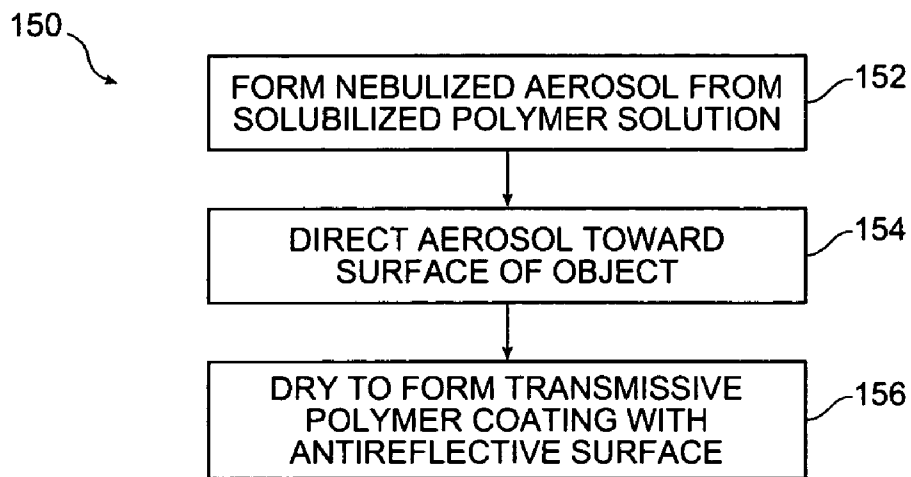 150
FORM NEBULIZED AEROSOL FROM
SOLUBILIZED POLYMER SOLUTION
152
DIRECT AEROSOL TOWARD
SURFACE OF OBJECT
154
DRY TO FORM TRANSMISSIVE
POLYMER COATING WITH
ANTIREFLECTIVE SURFACE
156